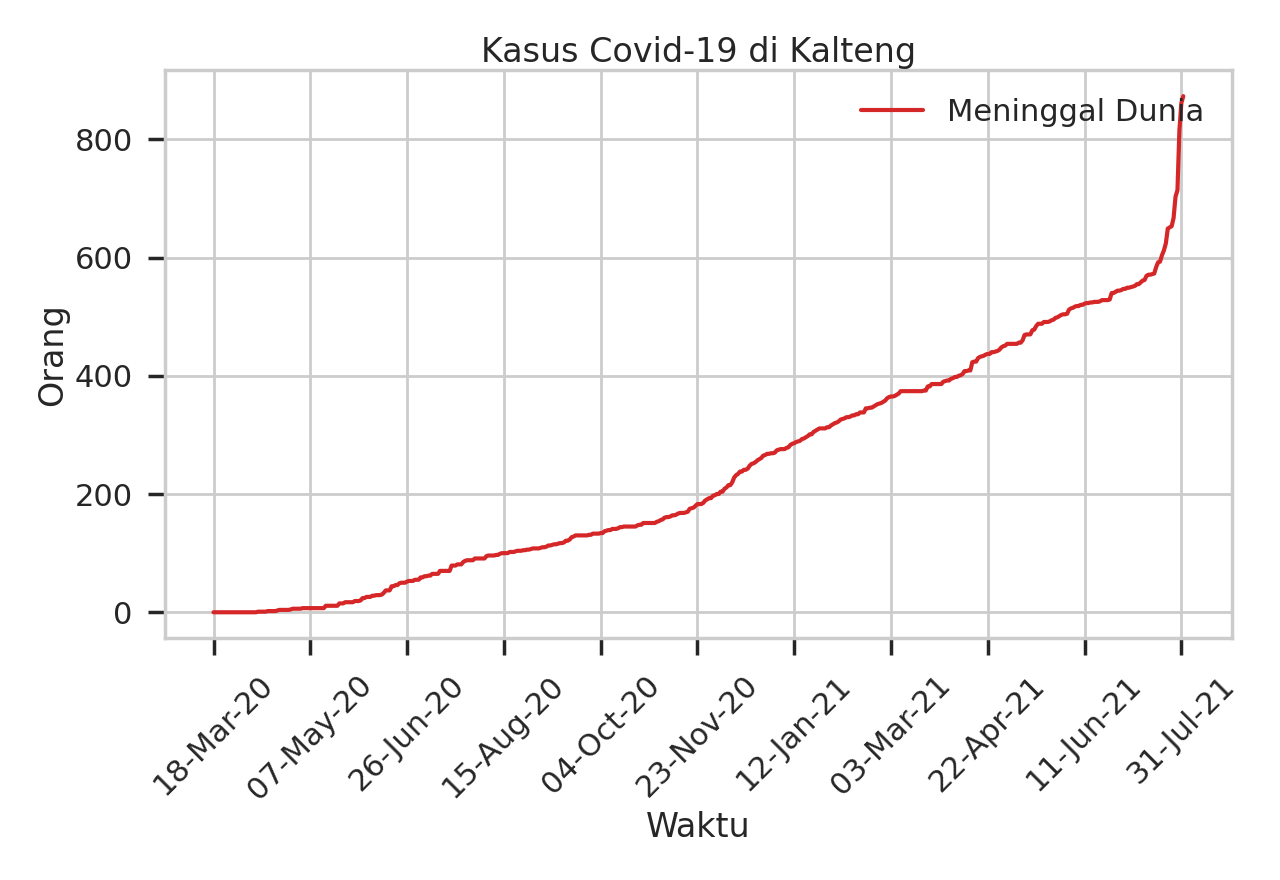 Kasus Covid-19 di Kalteng
Meninggal Dunia
800
600
400
200
0
Orang
18-Mar-20
07-May-20
26-Jun-20
15-Aug-20
04-Oct-20
23-Nov-20
12-Jan-21
03-Mar-21
22-Apr-21
11-Jun-21
31-Jul-21
Waktu